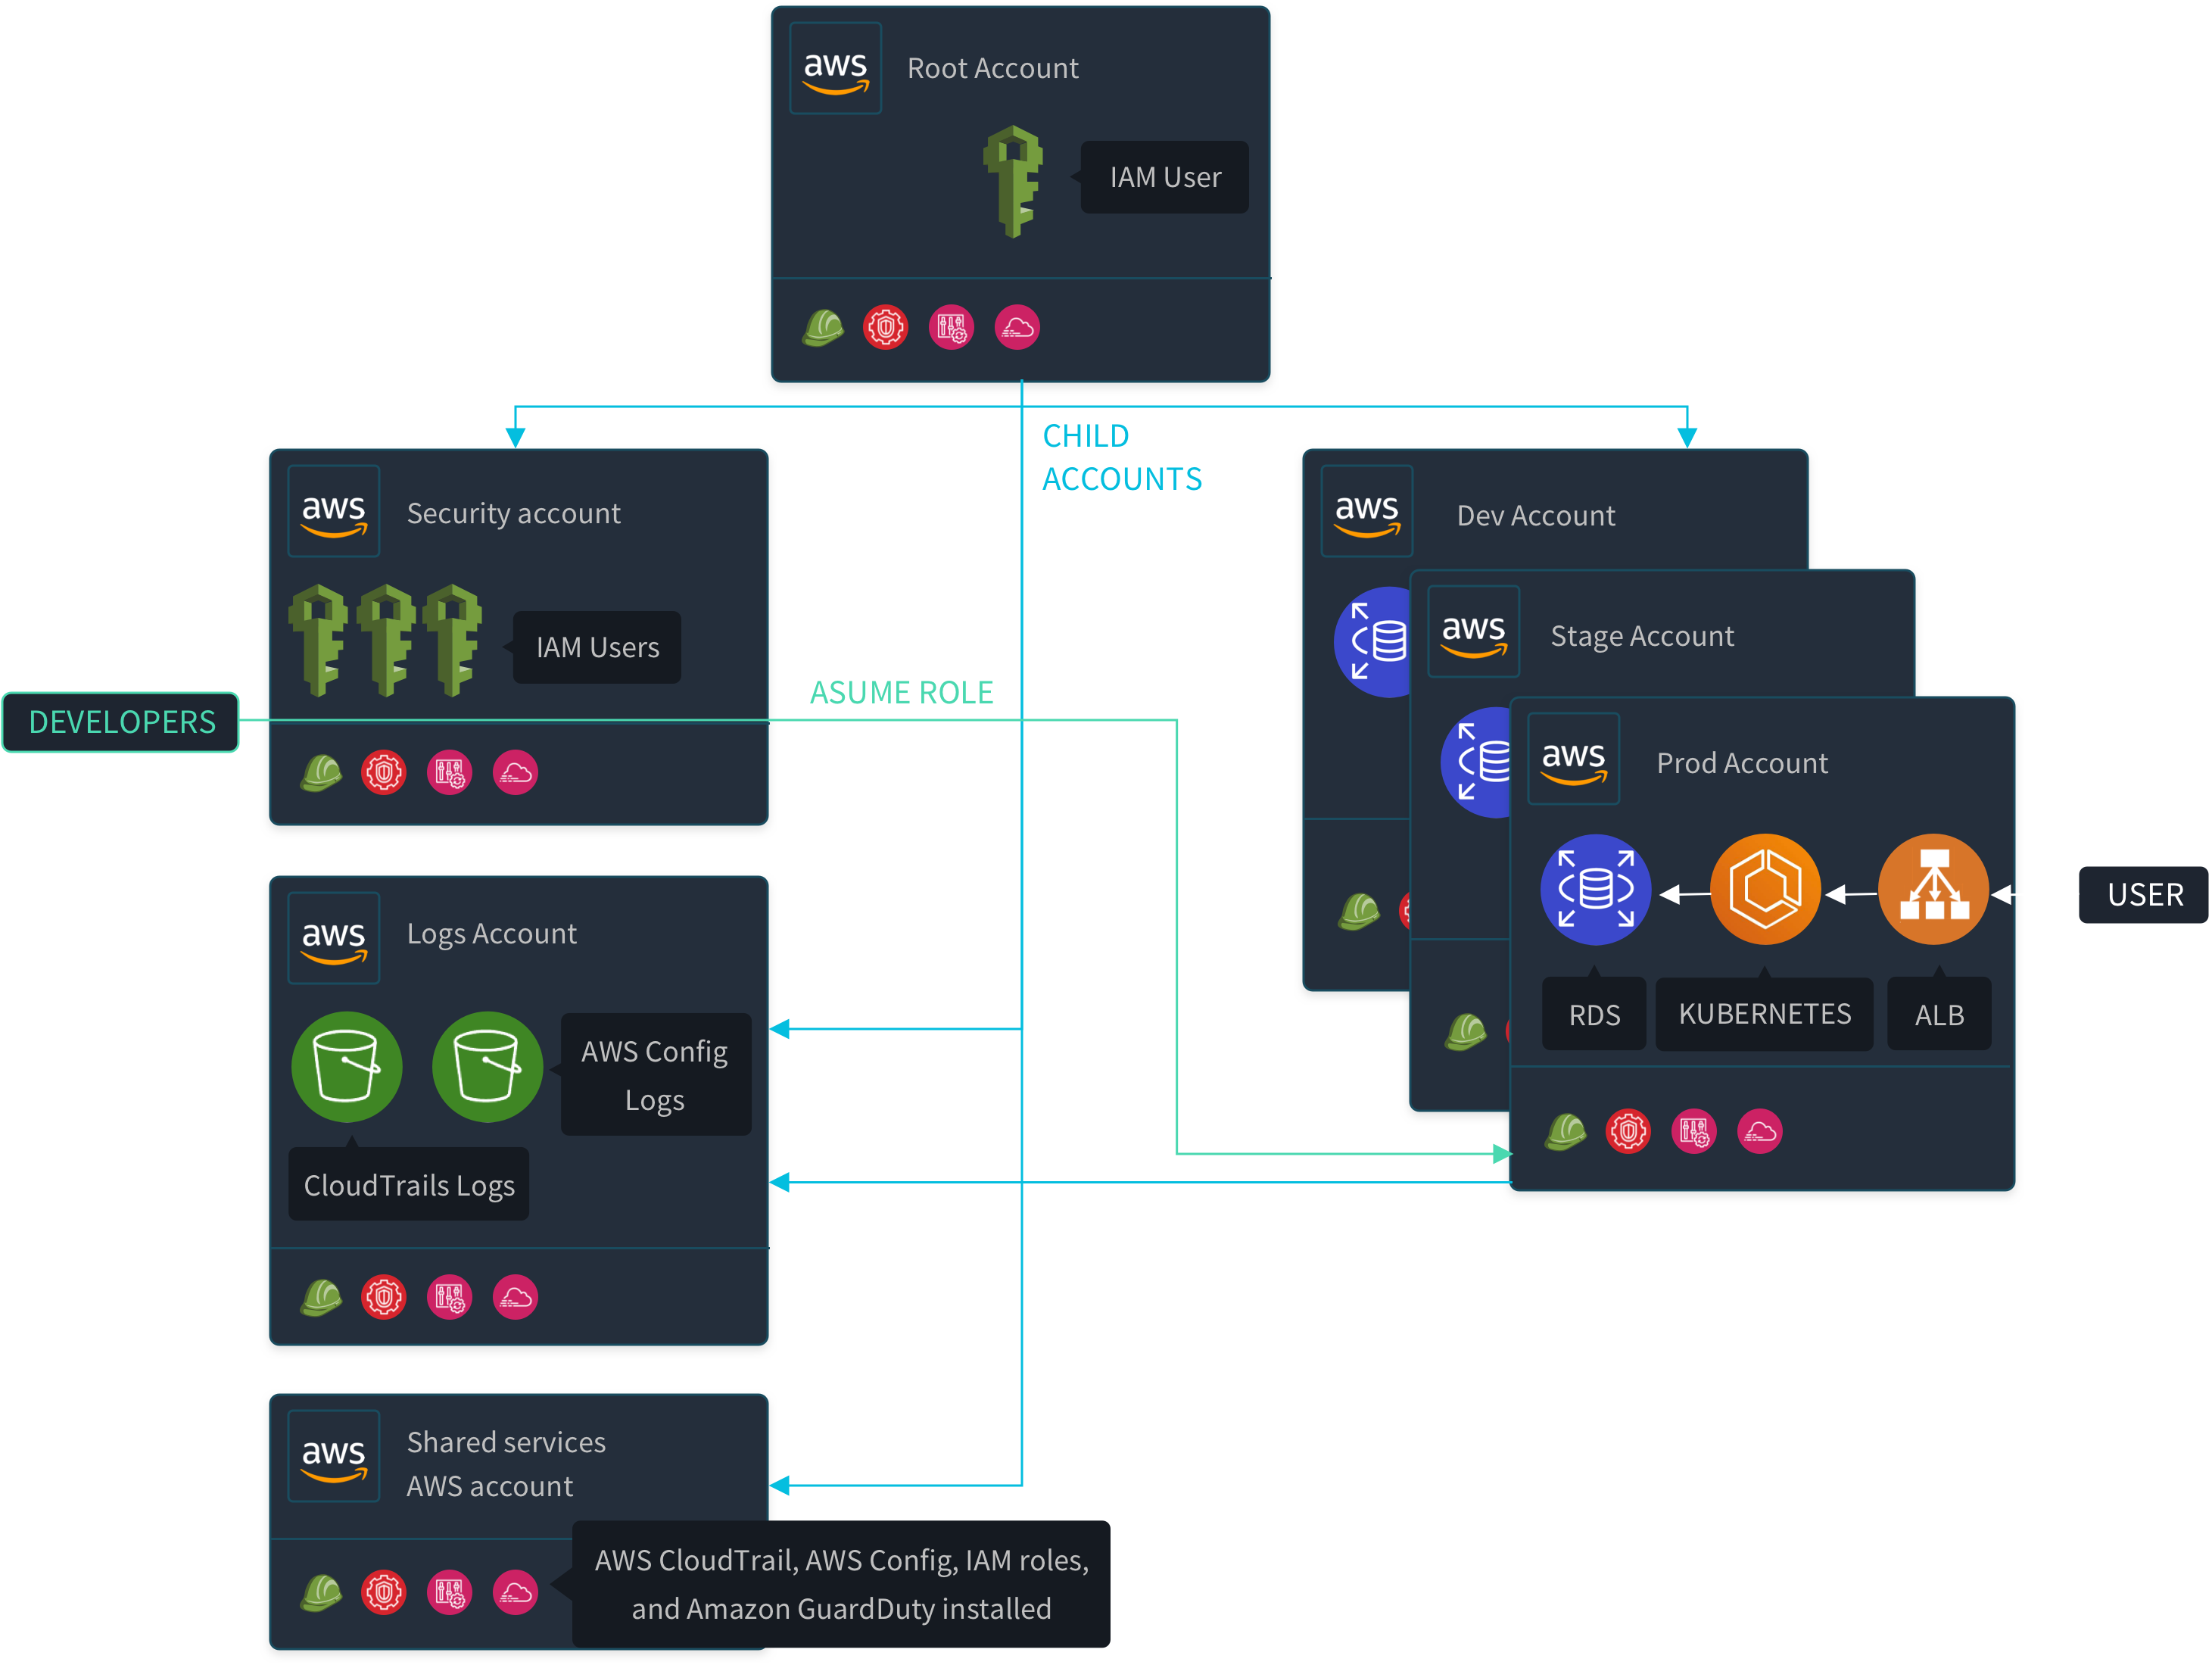 aws
Root Account
IAM User
CHILD
ACCOUNTS
aws
Security account
IAM Users
DEVELOPERS
ASUME ROLE
aws
Dev Account
aws
Stage Account
aws
Prod Account
RDS
KUBERNETES
ALB
USER
aws
Logs Account
AWS Config
Logs
CloudTrails Logs
aws
Shared services
AWS account
AWS CloudTrail, AWS Config, IAM roles,
and Amazon GuardDuty installed